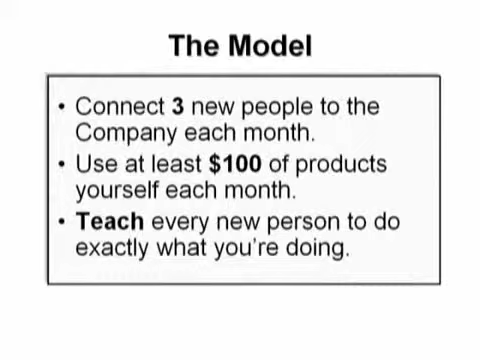 The Model
• Connect 3 new people to the
Company each month.
• Use at least $100 of products
yourself each month.
• Teach every new person to do
exactly what you're doing.